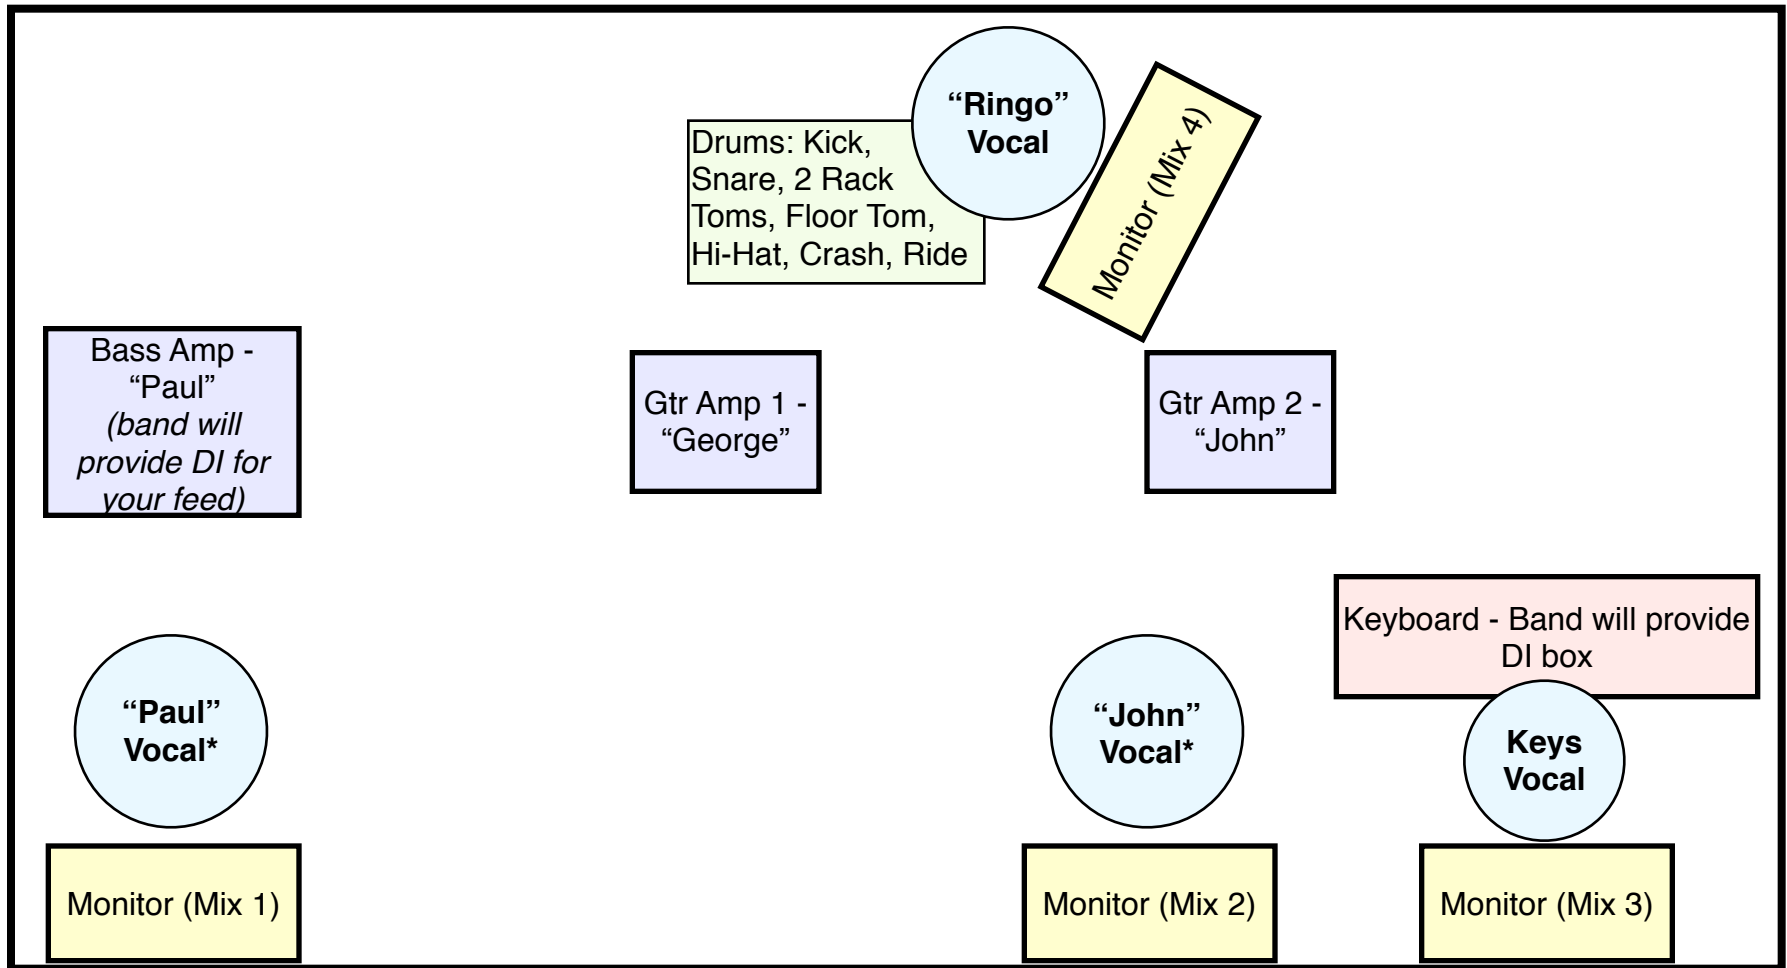 “Ringo”
Vocal
Drums: Kick,
Snare, 2 Rack
Toms, Floor Tom,
Hi-Hat, Crash, Ride
Monitor (Mix 4)
Bass Amp -
“Paul”
(band will
provide DI for
your feed)
Gtr Amp 1 -
“George”
Gtr Amp 2 -
“John”
Keyboard - Band will provide
DI box
“Paul”
Vocal*
“John”
Vocal*
Keys
Vocal
Monitor (Mix 1)
Monitor (Mix 2)
Monitor (Mix 3)